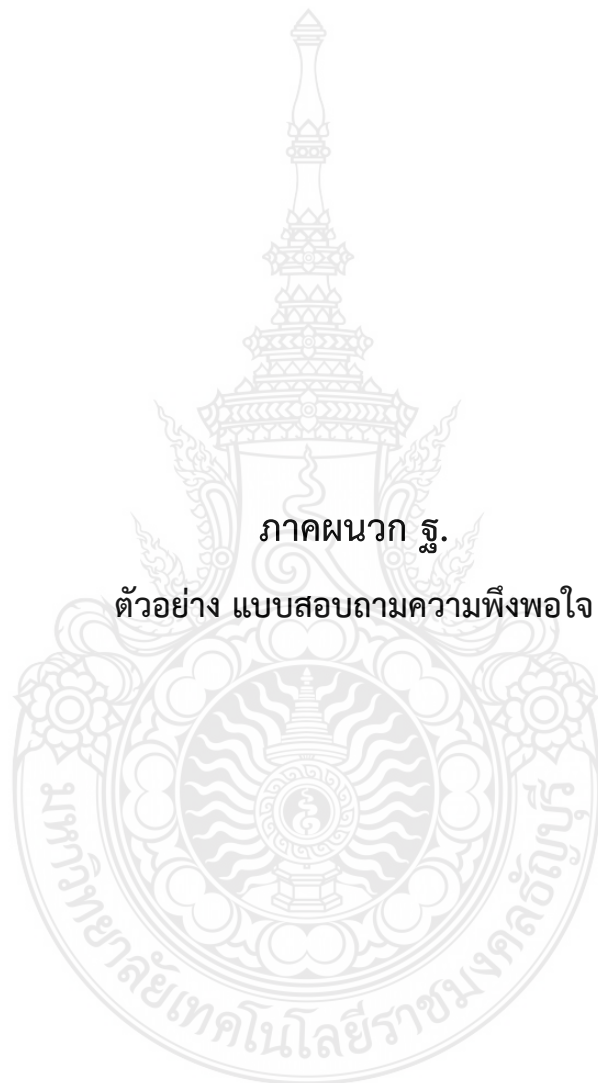 ภาคผนวก ฐ.
ตัวอย่าง แบบสอบถามความพึงพอใจ
มหาวิทยาลัยเทคโนโลยีราชมงคลธัญบุรี